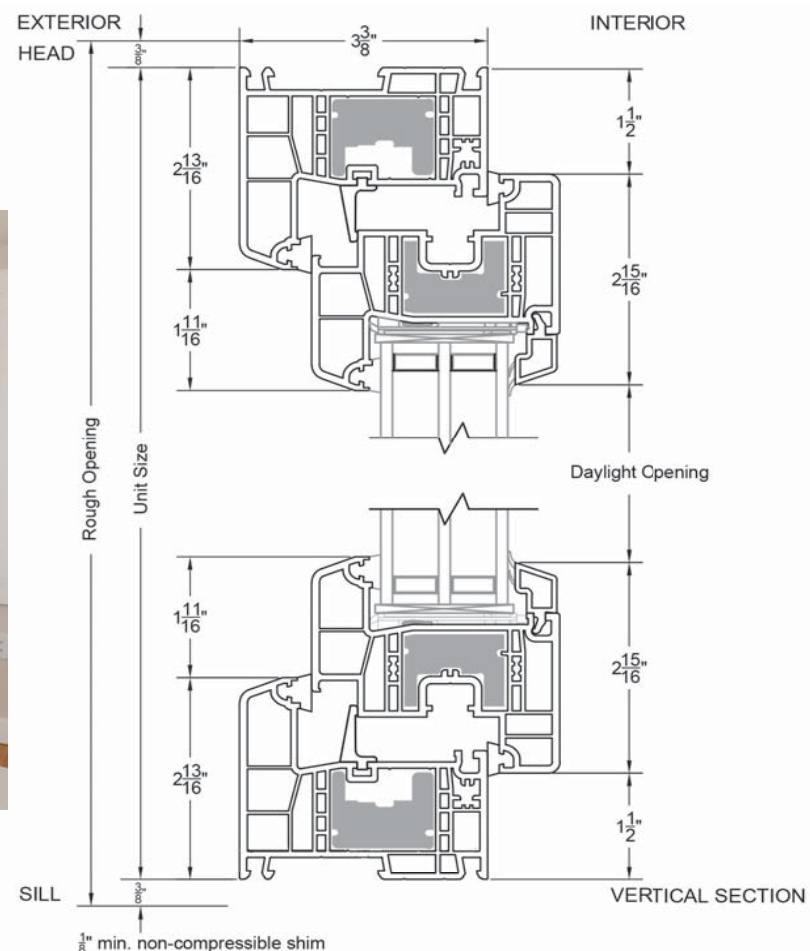 EXTERIOR
INTERIOR
HEAD
3/8"
3 3/8"
1 1/2"
2 13/16"
2 15/16"
1 11/16"
Rough Opening
Unit Size
Daylight Opening
1 11/16"
2 15/16"
2 13/16"
1 1/2"
SILL
3/8"
VERTICAL SECTION
1/8" min. non-compressible shim